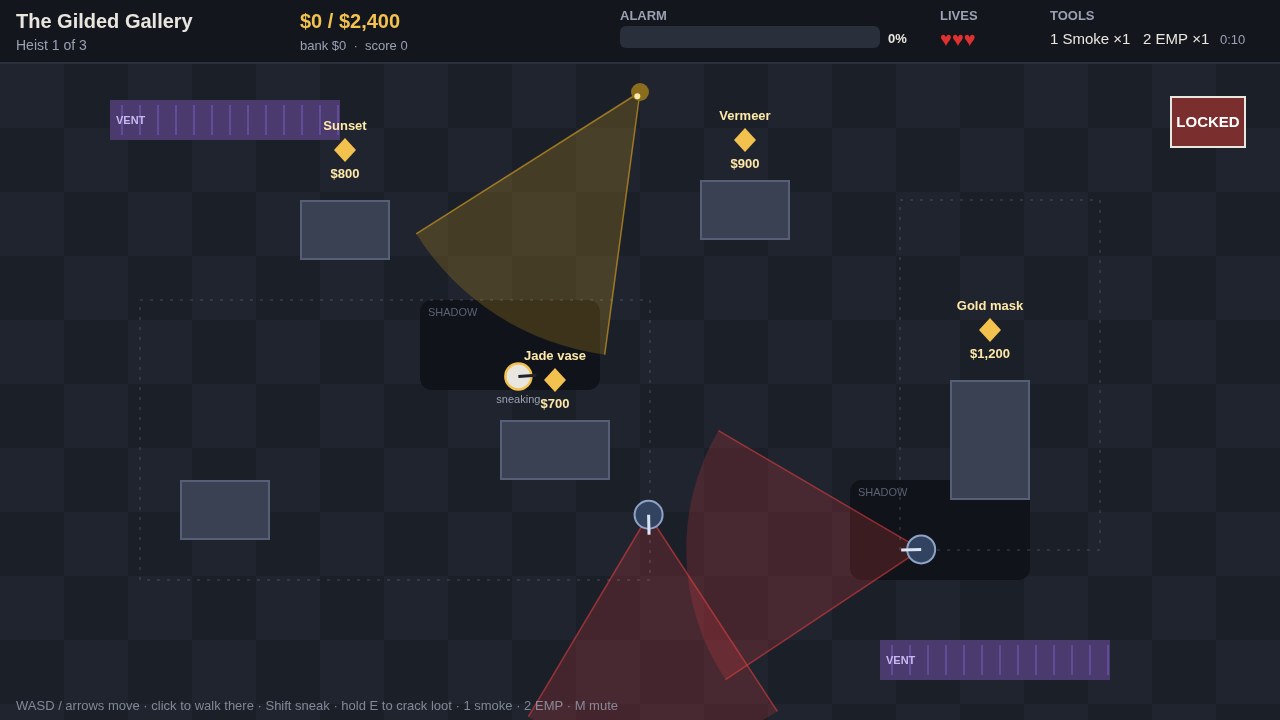 The Gilded Gallery
Heist 1 of 3
$0 / $2,400
bank $0 · score 0
ALARM
0%
LIVES
♥♥♥
TOOLS
1 Smoke ×1 2 EMP ×1 0:10
VENT
Sunset
$800
Vermeer
$900
LOCKED
SHADOW
Gold mask
$1,200
Jade vase
sneaking
$700
SHADOW
VENT
WASD / arrows move · click to walk there · Shift sneak · hold E to crack loot · 1 smoke · 2 EMP · M mute